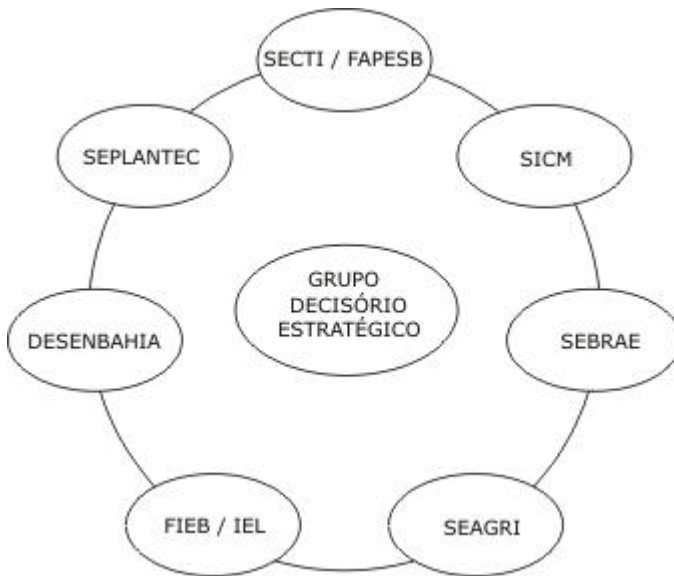 SECTI / FAPESB
SEPLANTEC
SICM
GRUPO
DECISÓRIO
ESTRATÉGICO
DESENBAHIA
SEBRAE
FIEB / IEL
SEAGRI